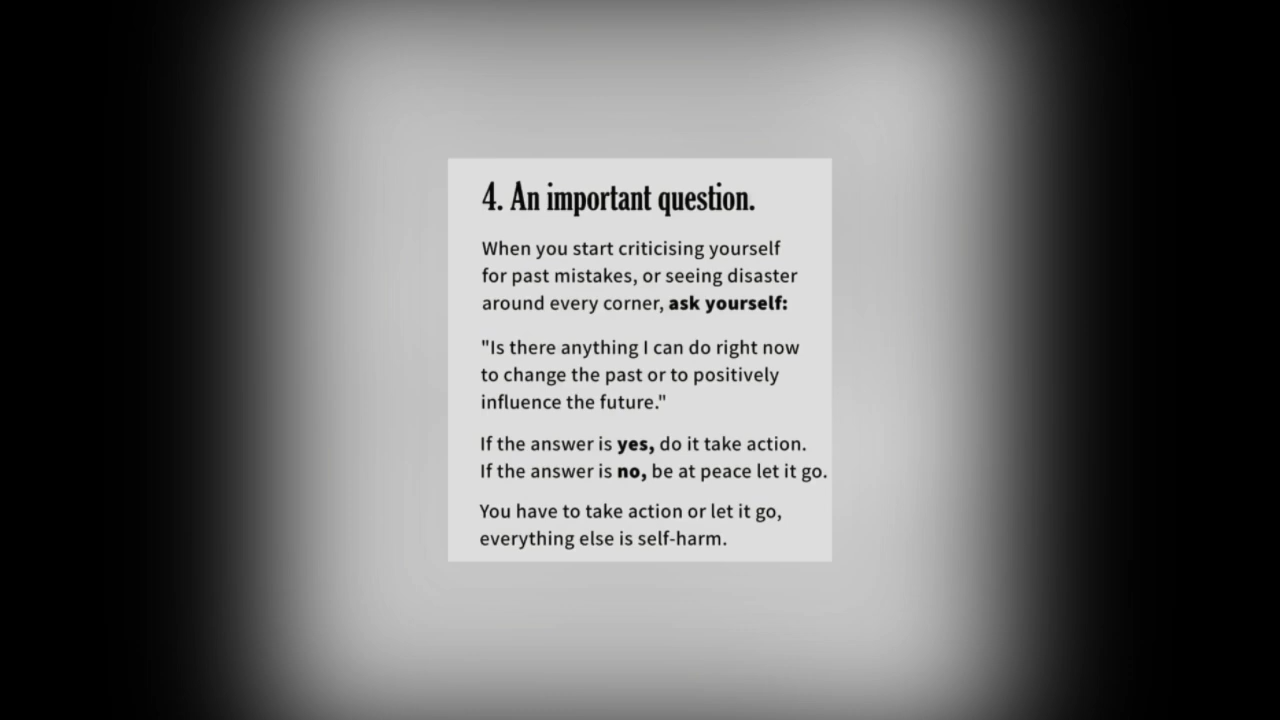 4. An important question.
When you start criticising yourself
for past mistakes, or seeing disaster
around every corner, ask yourself:
"Is there anything I can do right now
to change the past or to positively
influence the future."
If the answer is yes, do it take action.
If the answer is no, be at peace let it go.
You have to take action or let it go,
everything else is self-harm.